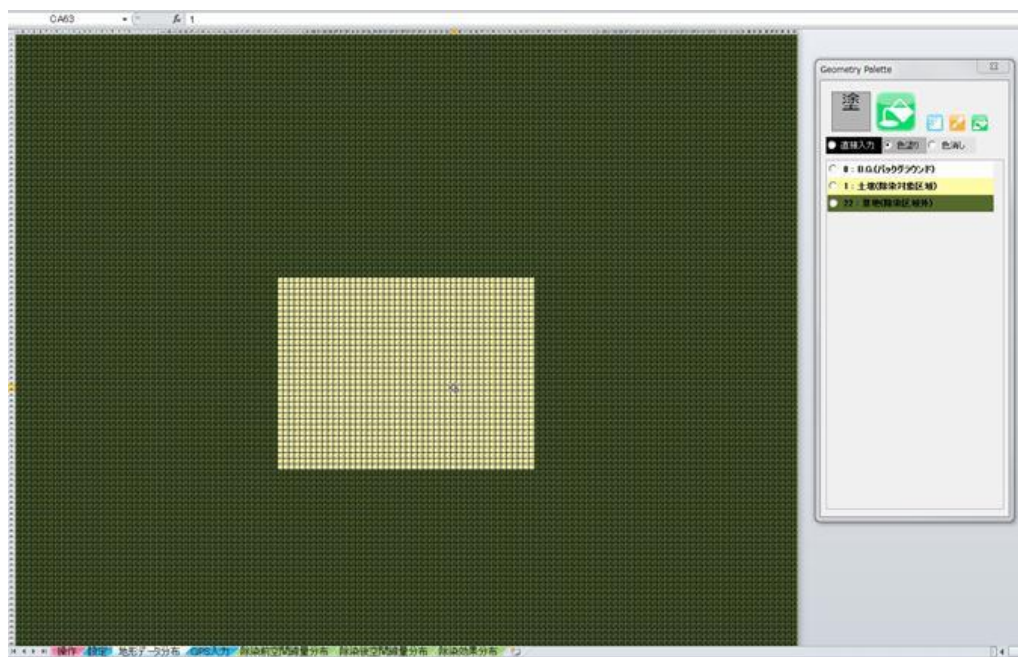 CA63 fx 1
Geometry Palette
塗
直接入力 色塗り 色消し
0 : B.G.(バックグラウンド)
1 : 土壌(除染対象区域)
22 : 草地(除染区域外)
操作 設定 地形データ分布 GPS入力 除染前空間線量分布 除染後空間線量分布 除染効果分布